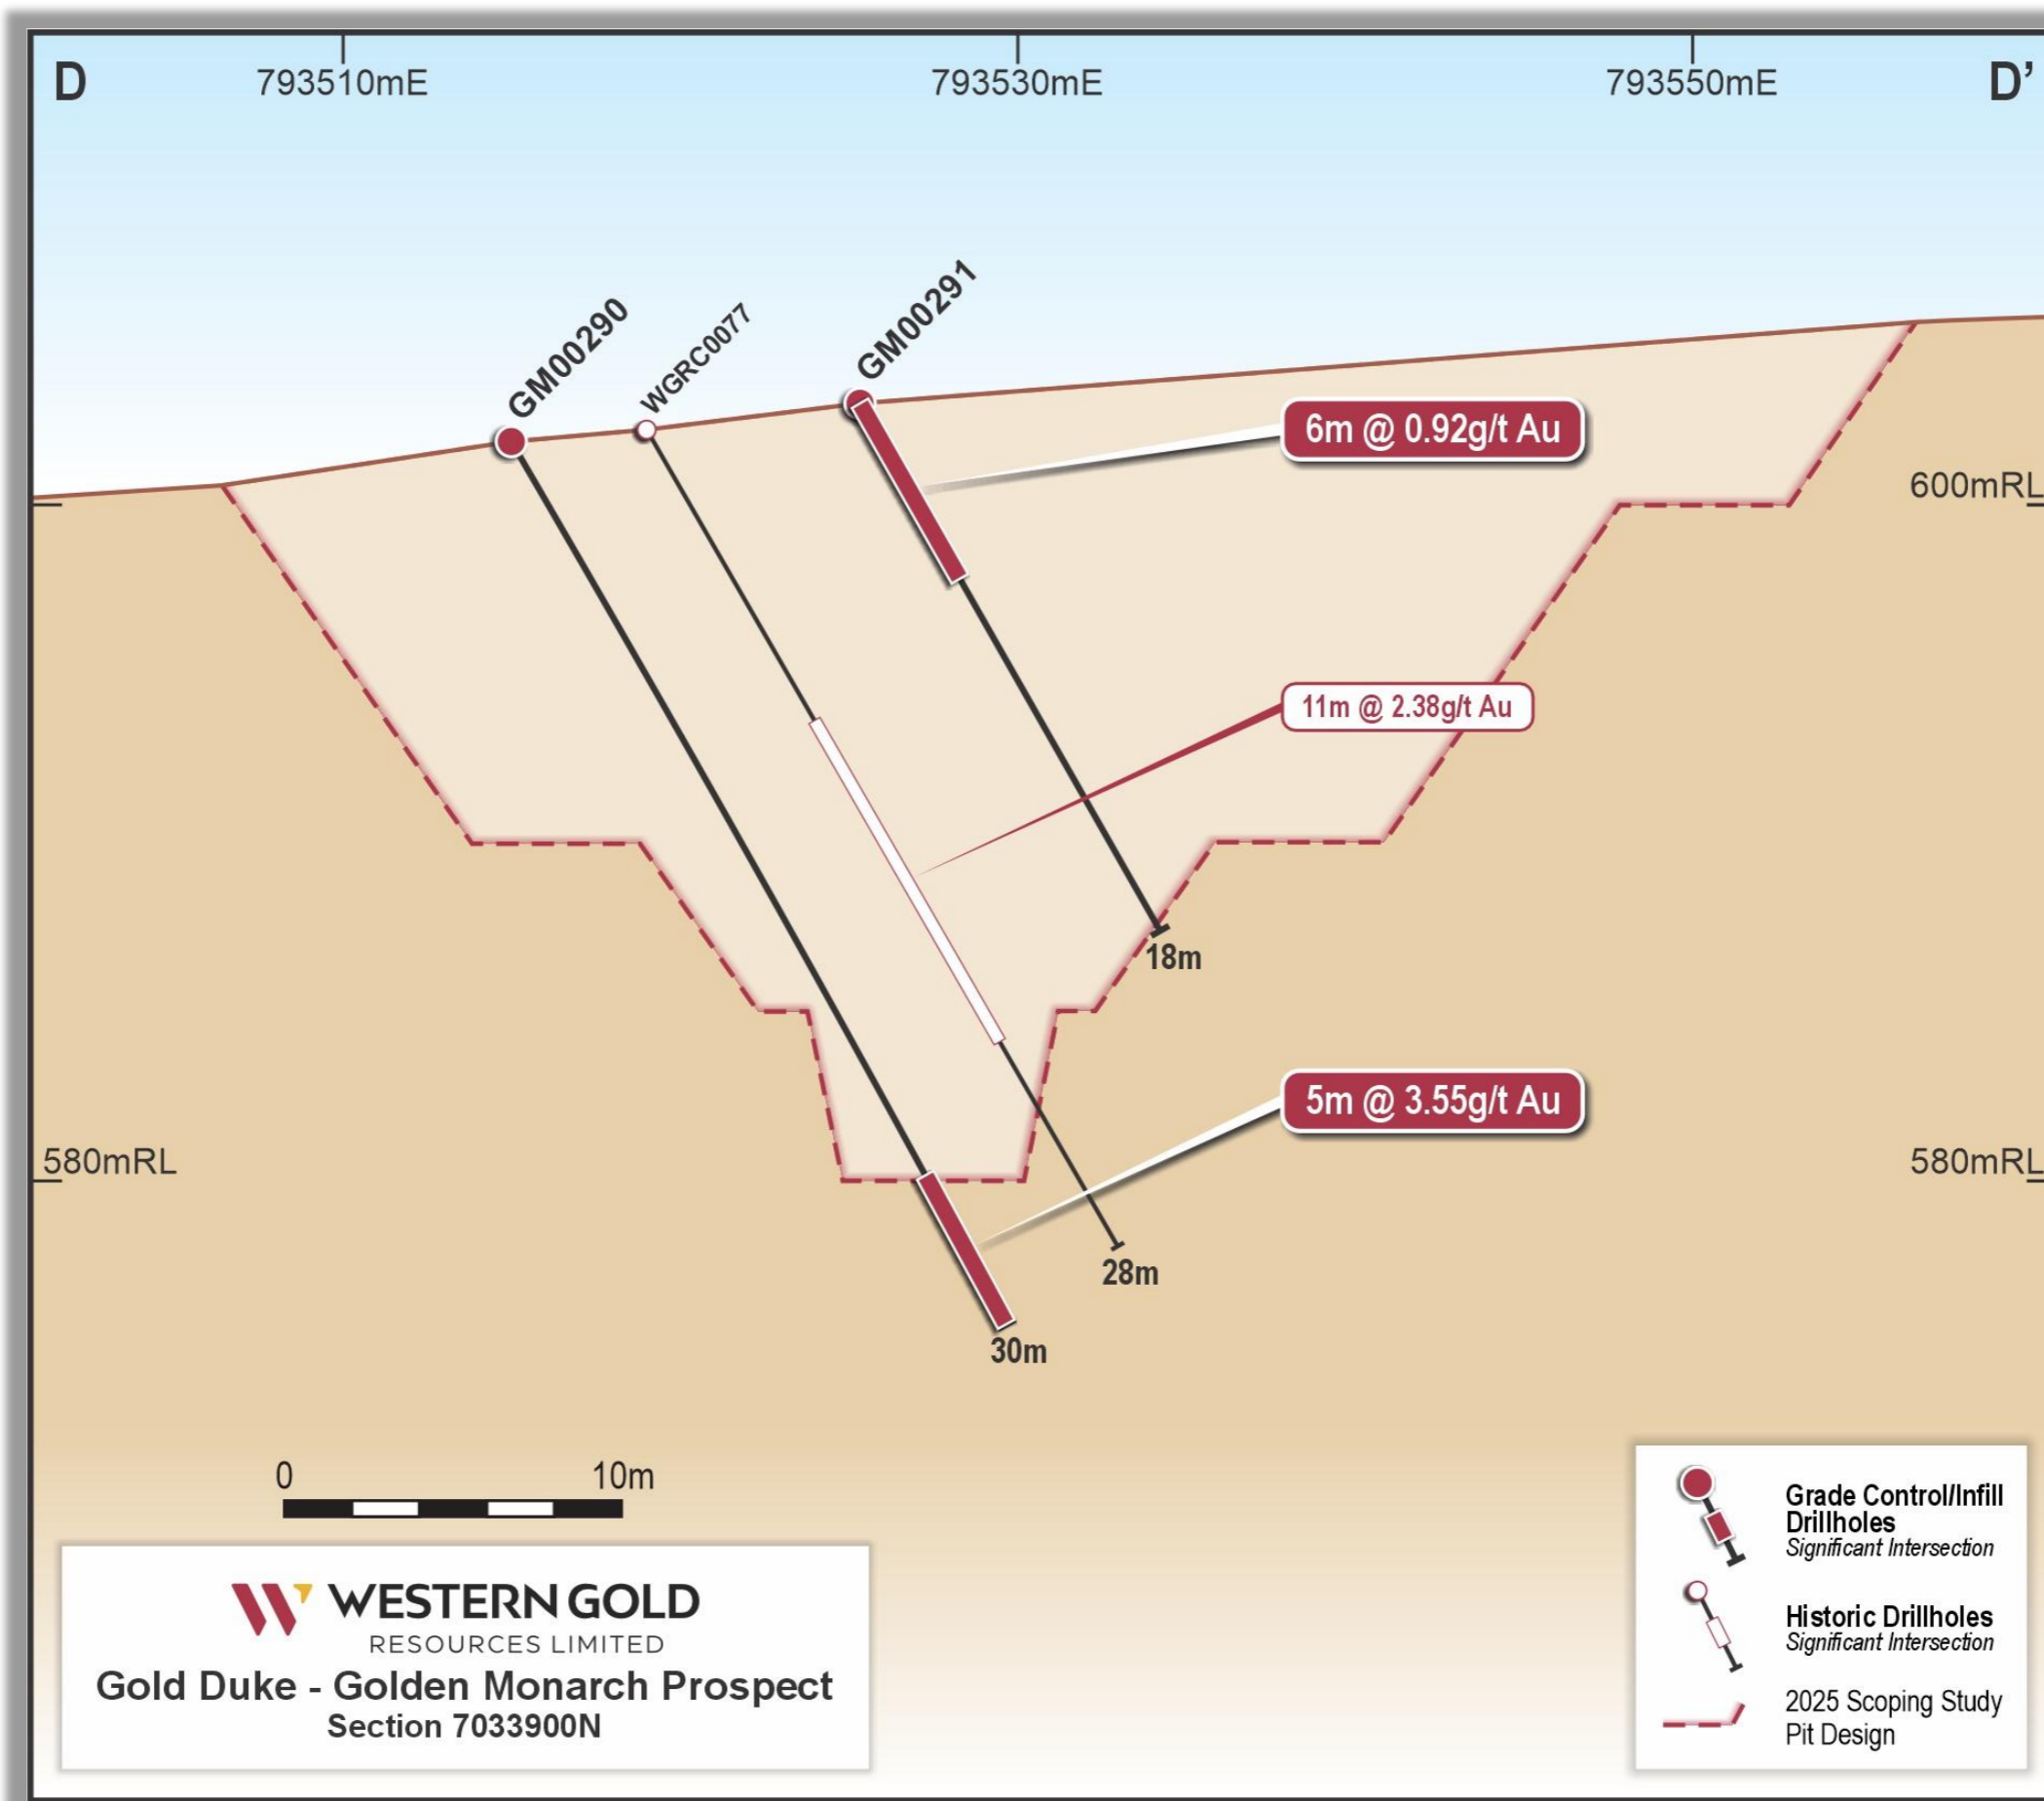 D
793510mE
793530mE
793550mE
D’
GM00290
WGRC0077
GM00291
6m @ 0.92g/t Au
600mRL
11m @ 2.38g/t Au
18m
5m @ 3.55g/t Au
580mRL
580mRL
28m
30m
0
10m
WESTERN GOLD
RESOURCES LIMITED
Gold Duke - Golden Monarch Prospect
Section 7033900N
Grade Control/Infill
Drillholes
Significant Intersection
Historic Drillholes
Significant Intersection
2025 Scoping Study
Pit Design